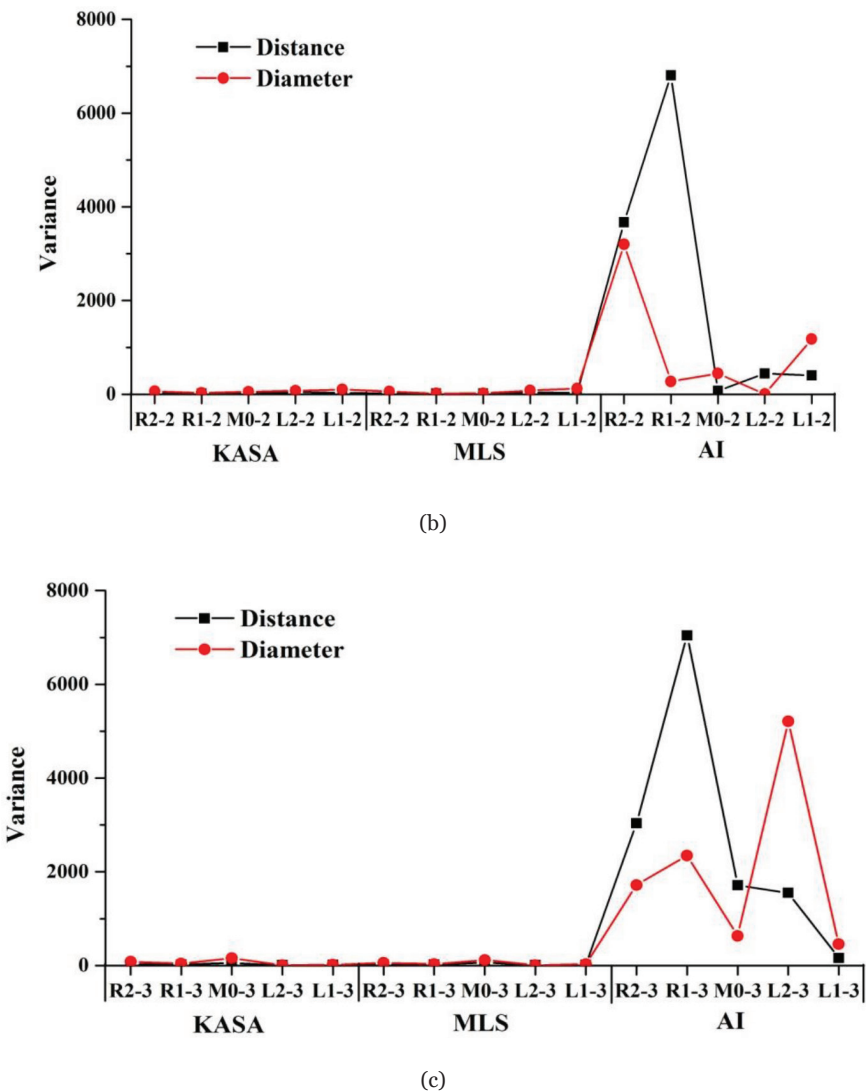 8000
Distance
Diameter
6000
Variance
4000
2000
0
R2-2 R1-2 M0-2 L2-2 L1-2 R2-2 R1-2 M0-2 L2-2 L1-2 R2-2 R1-2 M0-2 L2-2 L1-2
KASA MLS AI
(b)
8000
Distance
Diameter
6000
Variance
4000
2000
0
R2-3 R1-3 M0-3 L2-3 L1-3 R2-3 R1-3 M0-3 L2-3 L1-3 R2-3 R1-3 M0-3 L2-3 L1-3
KASA MLS AI
(c)